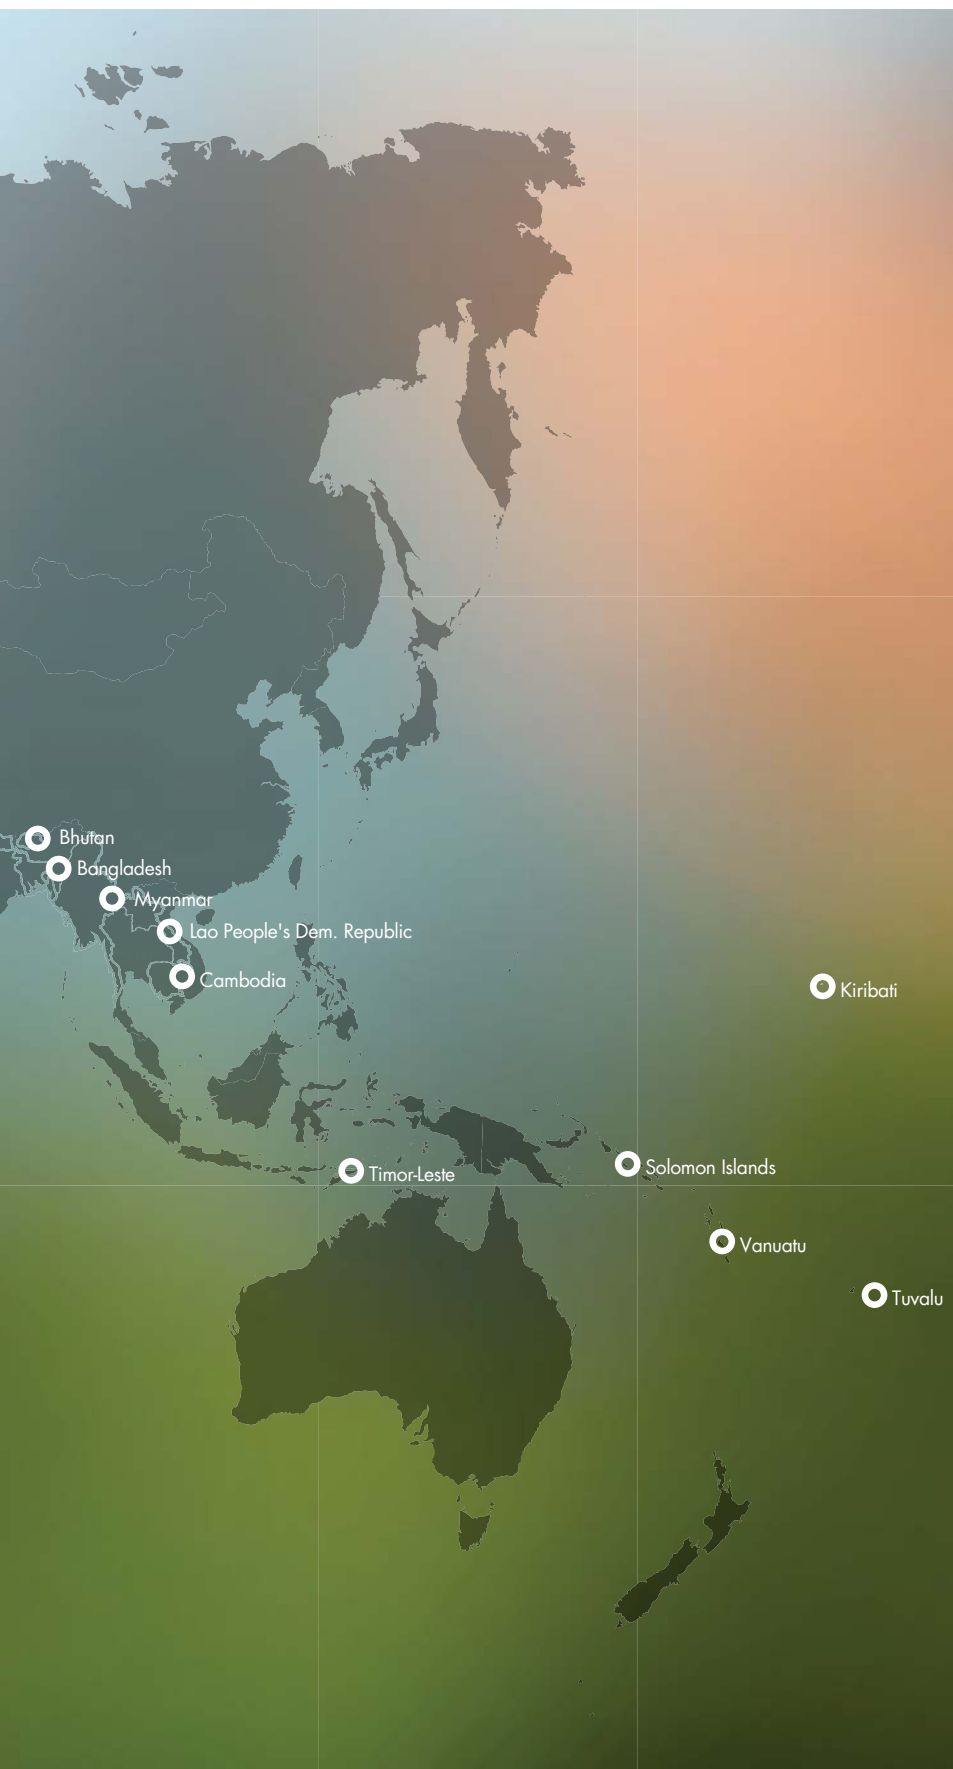 Bhutan
Bangladesh
Myanmar
Lao People's Dem. Republic
Cambodia
Kiribati
Solomon Islands
Timor-Leste
Vanuatu
Tuvalu